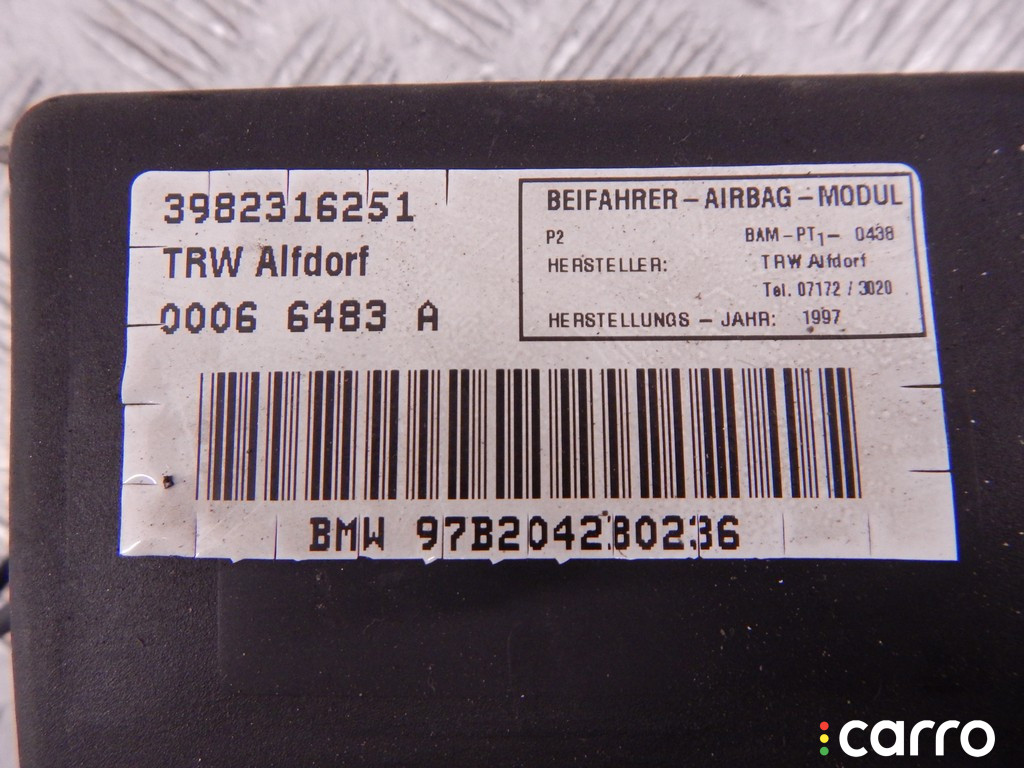 3982316251
TRW Alfdorf
0006 6483 A
BEIFAHRER - AIRBAG - MODUL
P2 BAM - PT1 - 0438
HERSTELLER: TRW Alfdorf
Tel. 07172 / 3020
HERSTELLUNGS - JAHR: 1997
BMW 97B204280236
carro